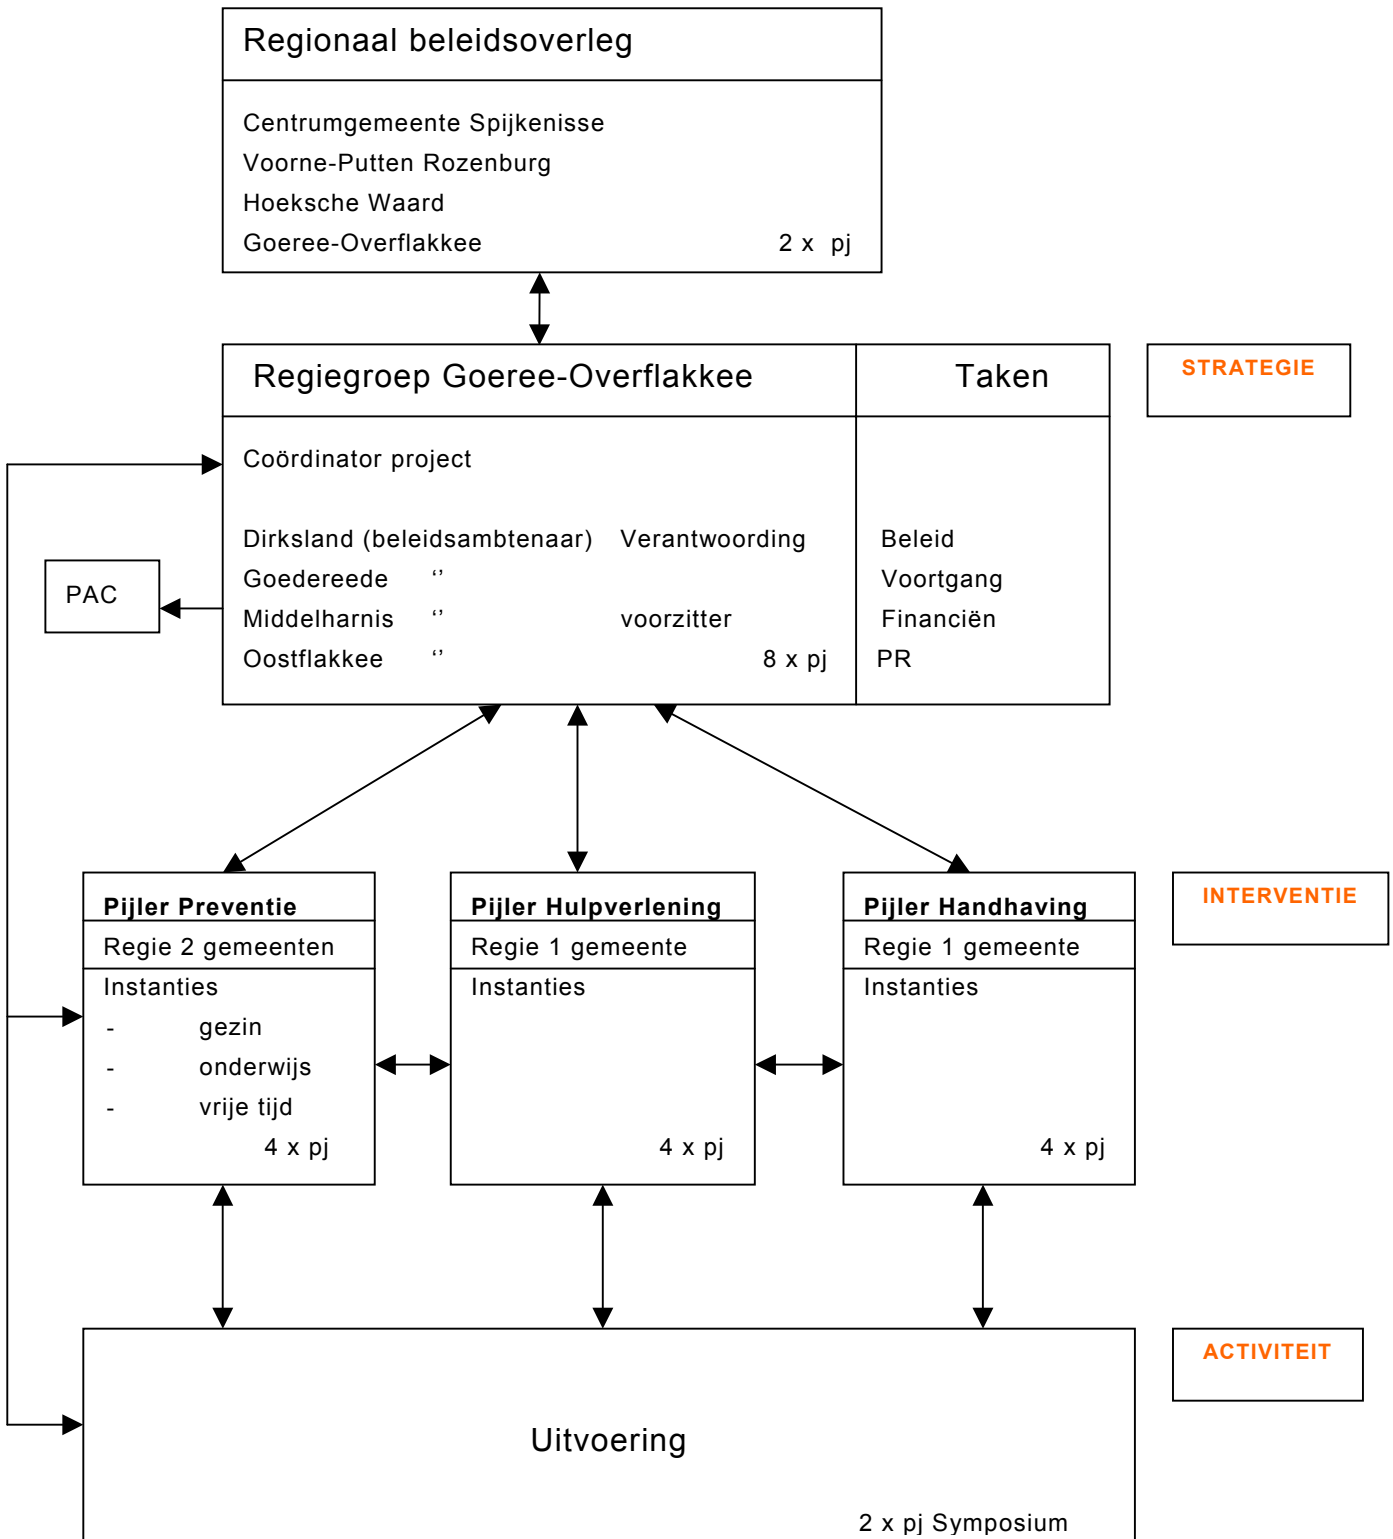 Regionaal beleidsoverleg
Centrumgemeente Spijkenisse
Voorne-Putten Rozenburg
Hoeksche Waard
Goeree-Overflakkee 2 x pj
Regiegroep Goeree-Overflakkee Taken
STRATEGIE
Coördinator project
Dirksland (beleidsambtenaar) Verantwoording Beleid
Goedereede ‘’ Voortgang
PAC
Middelharnis ‘’ voorzitter Financiën
Oostflakkee ‘’ 8 x pj PR
Pijler Preventie
Regie 2 gemeenten
Instanties
- gezin
- onderwijs
- vrije tijd
4 x pj
Pijler Hulpverlening
Regie 1 gemeente
Instanties
4 x pj
Pijler Handhaving
Regie 1 gemeente
Instanties
4 x pj
INTERVENTIE
ACTIVITEIT
Uitvoering
2 x pj Symposium